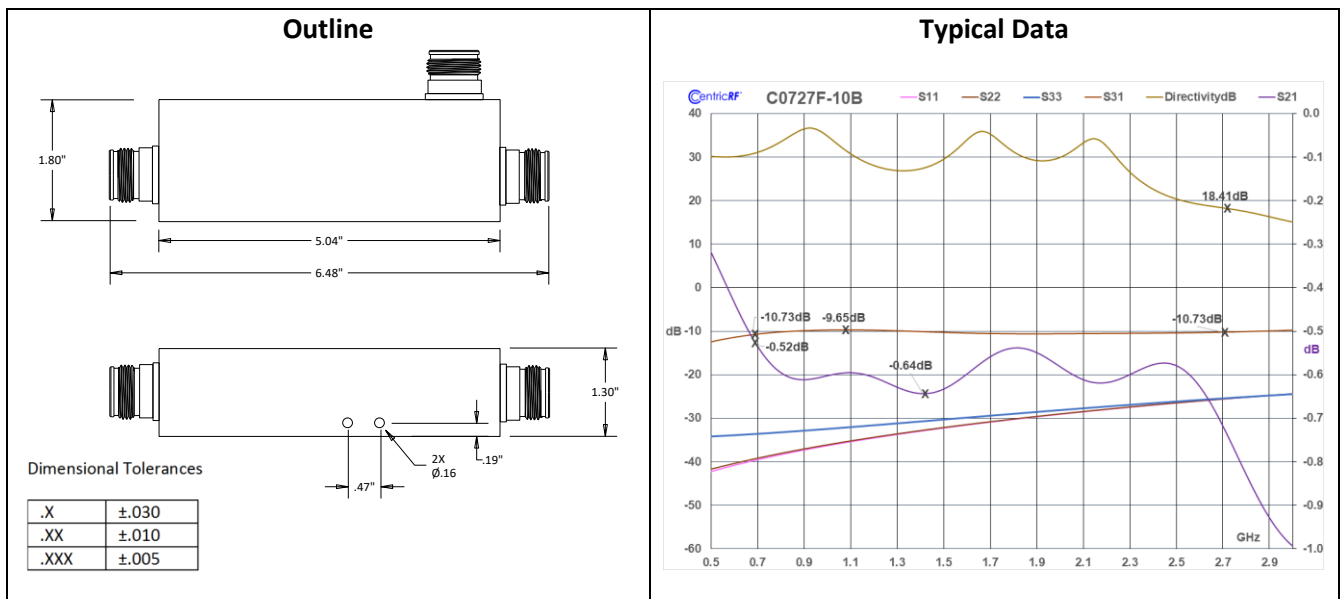 Outline
1.80"
5.04"
6.48"
1.30"
.19"
2X
Ø.16
.47"
Dimensional Tolerances
.X ±.030
.XX ±.010
.XXX ±.005
Typical Data
CentricRF C0727F-10B S11 S22 S33 S31 DirectivitydB S21
40 0.0
30 -0.1
20 -0.2
10 -0.3
0 -0.4
dB -10 -0.5 dB
-20 -0.6
-30 -0.7
-40 -0.8
-50 -0.9
-60 -1.0
18.41dB
-10.73dB
-9.65dB
-10.73dB
-0.52dB
-0.64dB
GHz
0.5 0.7 0.9 1.1 1.3 1.5 1.7 1.9 2.1 2.3 2.5 2.7 2.9